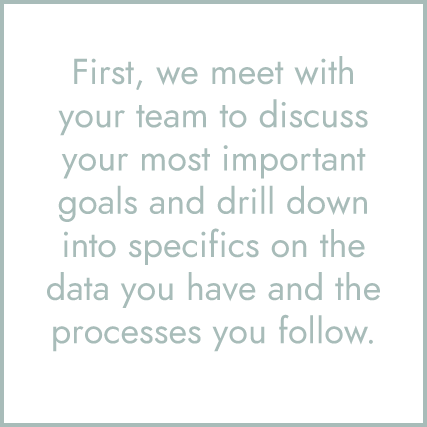 First, we meet with
your team to discuss
your most important
goals and drill down
into specifics on the
data you have and the
processes you follow.